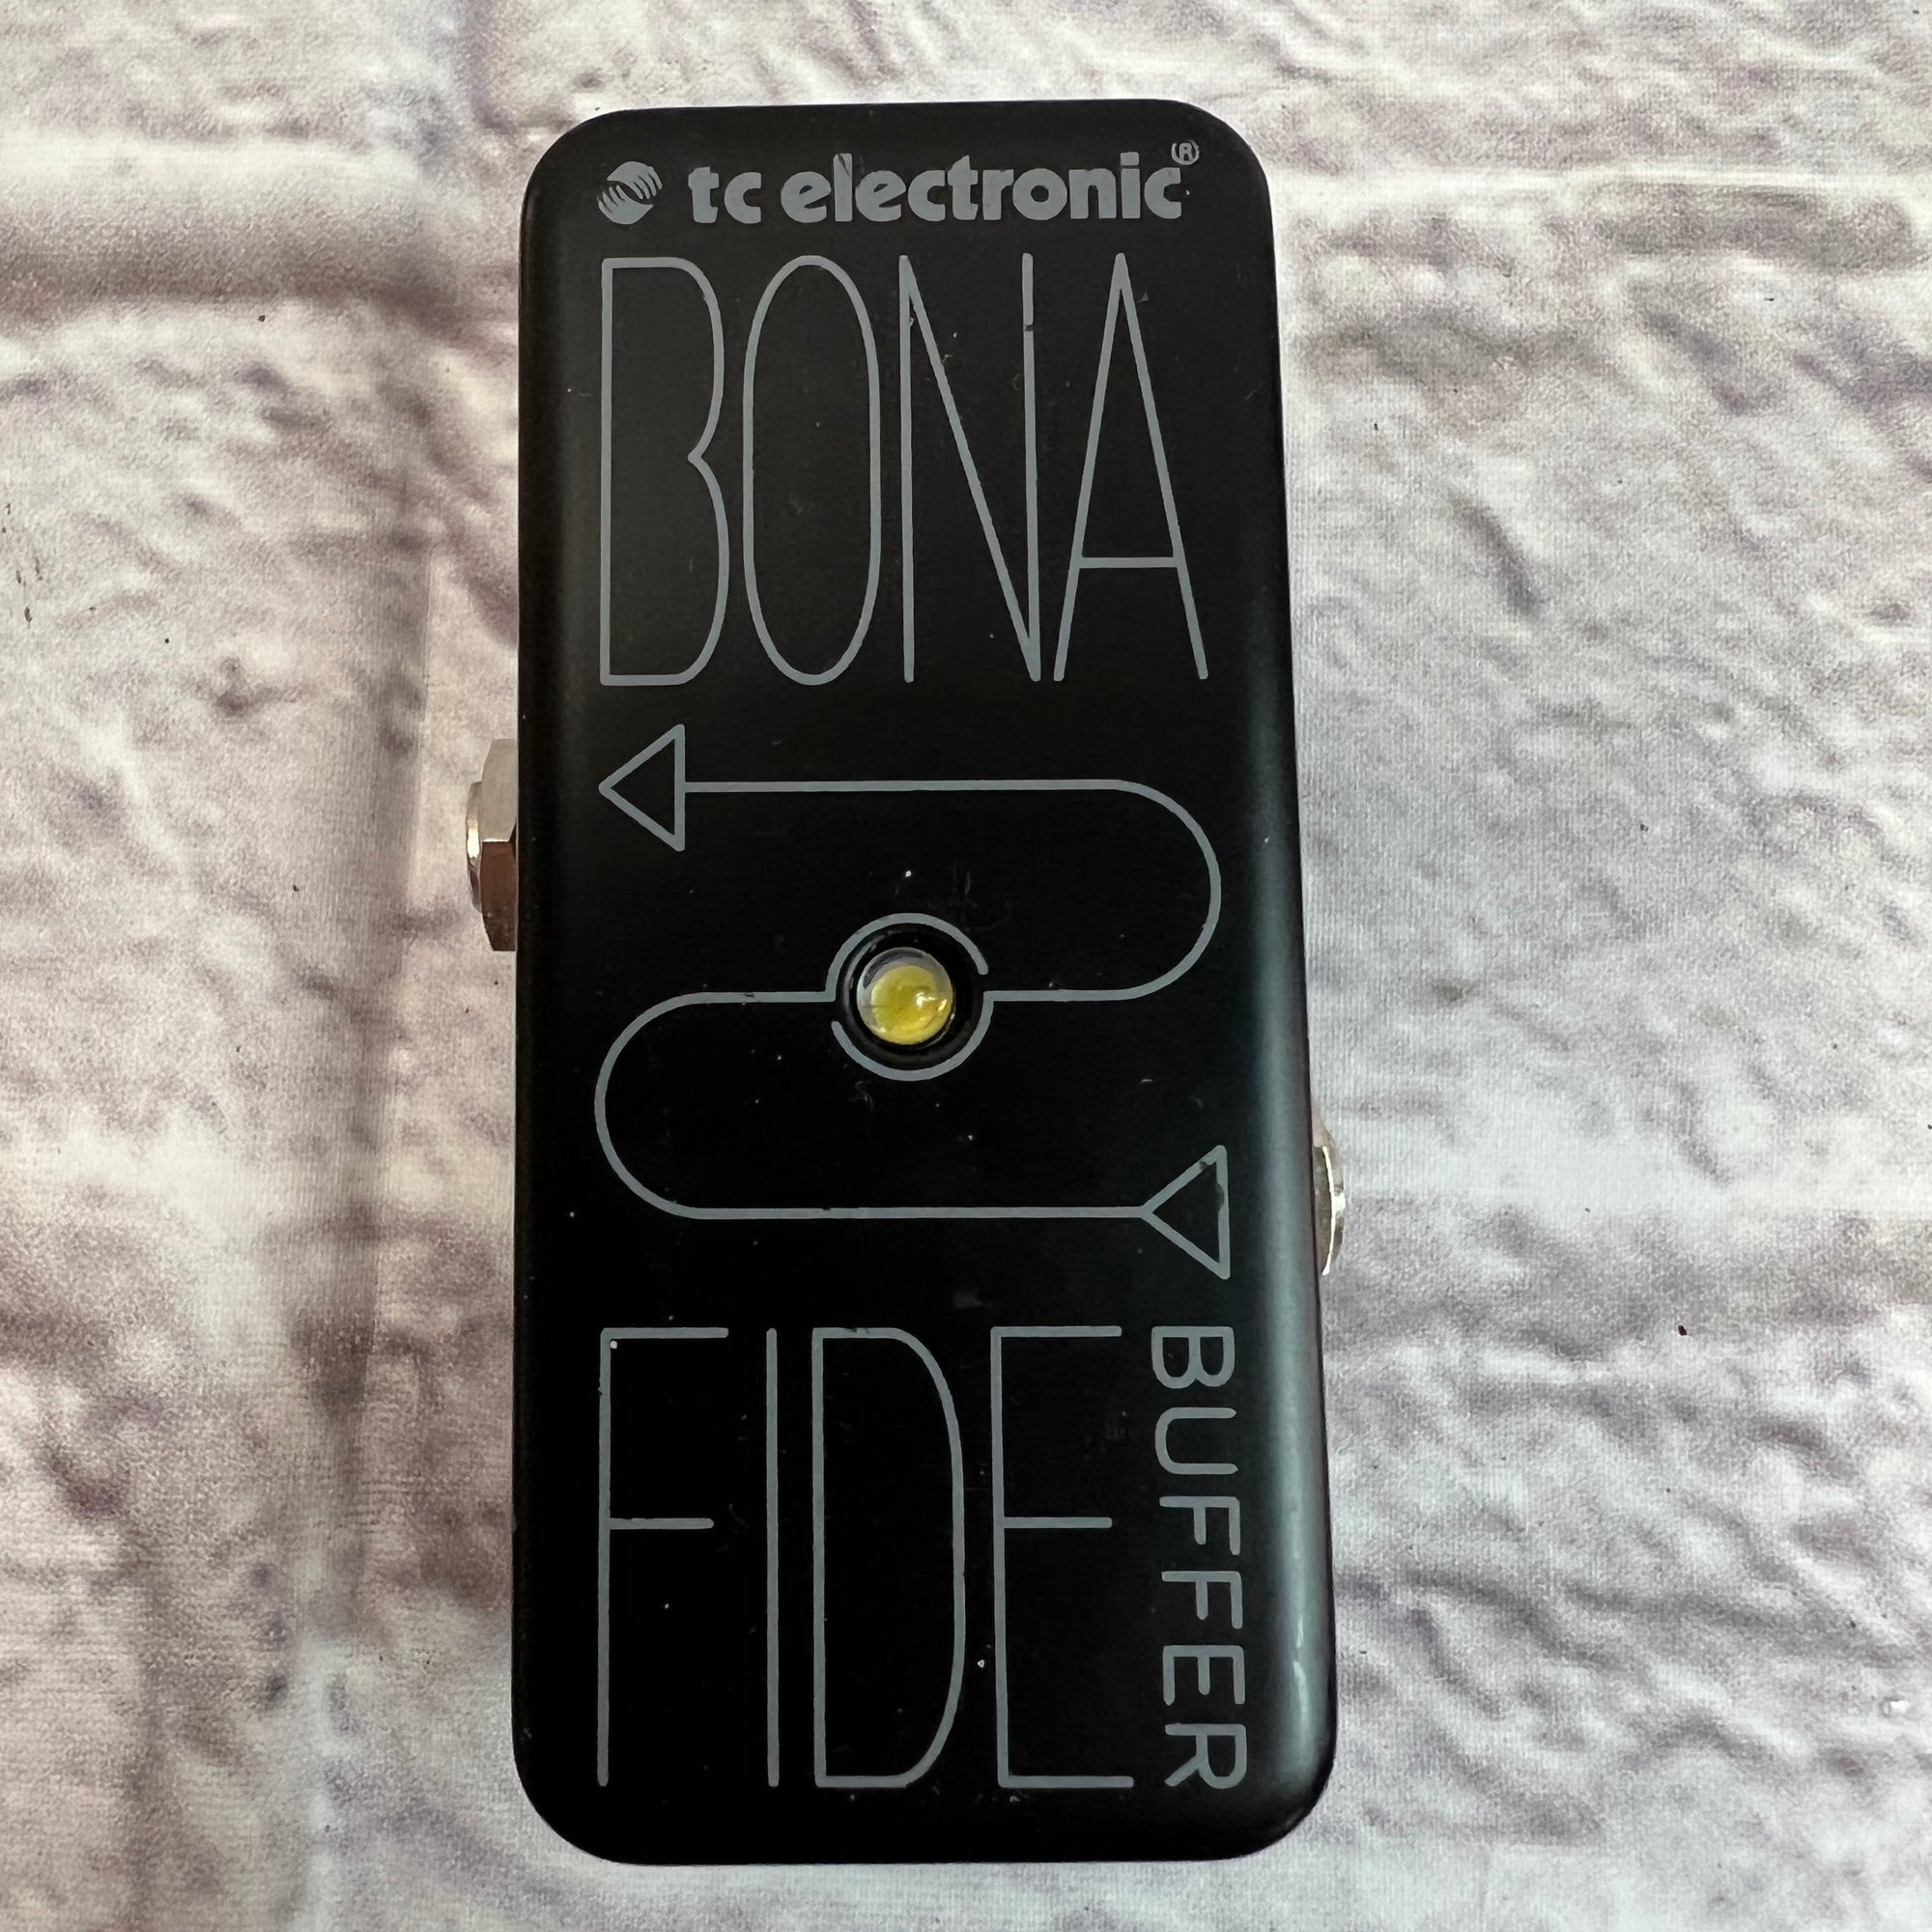 tc electronic®
BONA
FIDE
BUFFER